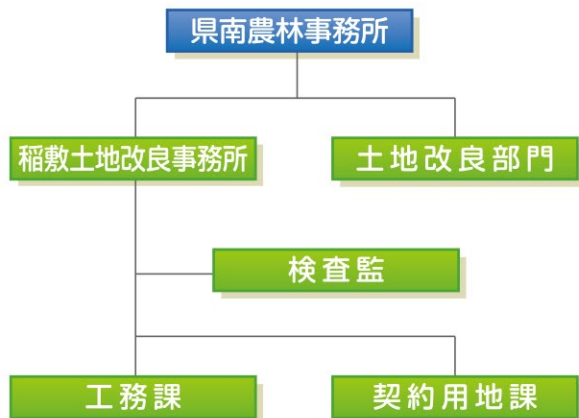 県南農林事務所
稲敷土地改良事務所
土地改良部門
検査監
工務課
契約用地課